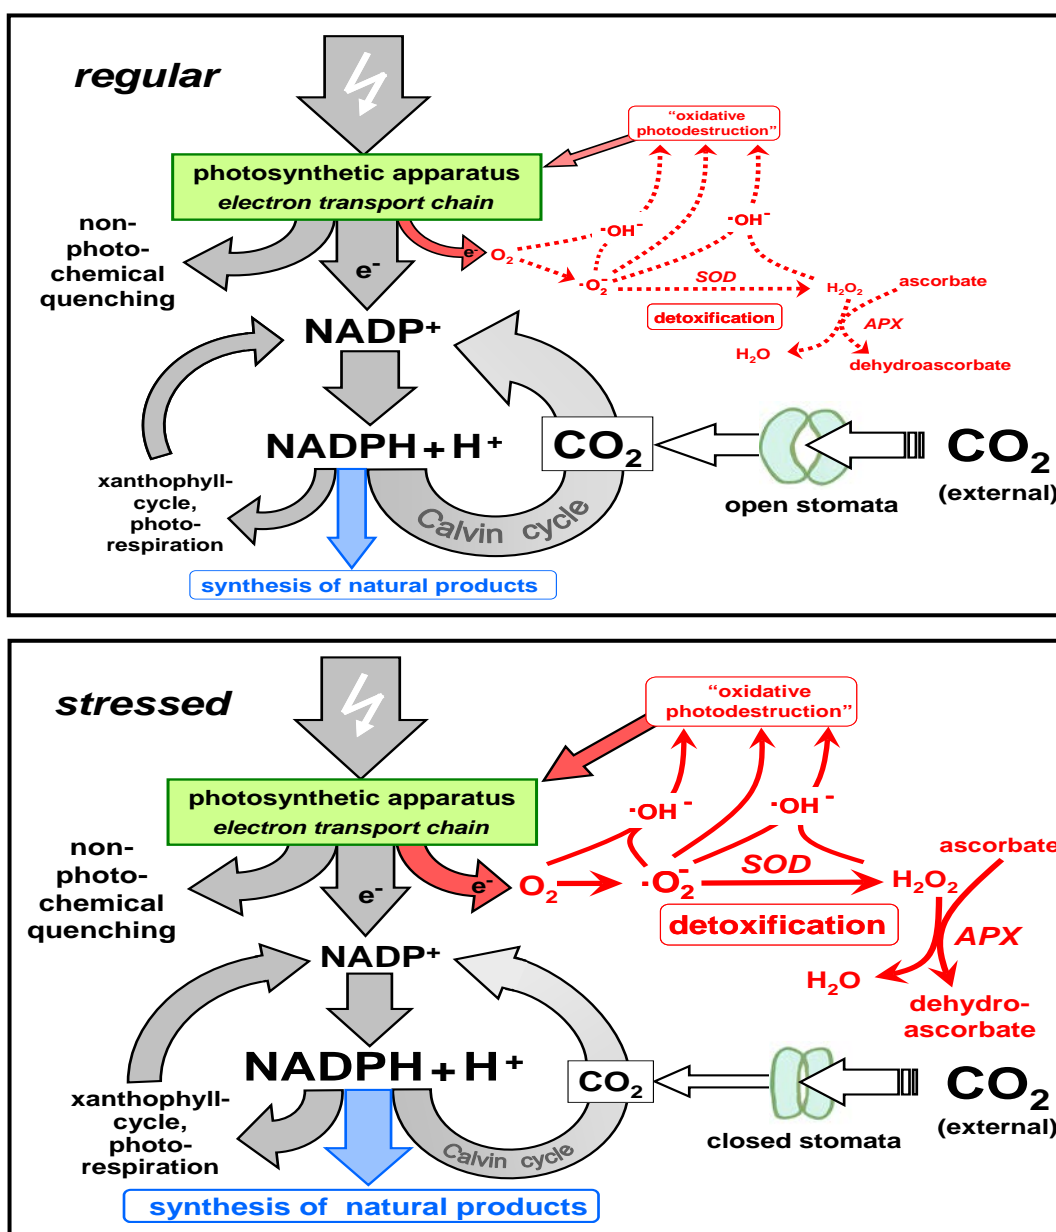 regular
“oxidative
photodestruction”
photosynthetic apparatus
electron transport chain
non-
photo-
chemical
quenching
e⁻
e⁻
O₂
·OH⁻
·O₂⁻
·OH⁻
SOD
H₂O₂
ascorbate
detoxification
APX
H₂O
dehydroascorbate
NADP⁺
NADPH + H⁺
CO₂
CO₂
(external)
open stomata
xanthophyll-
cycle,
photo-
respiration
Calvin cycle
synthesis of natural products
stressed
“oxidative
photodestruction”
photosynthetic apparatus
electron transport chain
non-
photo-
chemical
quenching
e⁻
e⁻
O₂
·OH⁻
·O₂⁻
·OH⁻
SOD
H₂O₂
ascorbate
detoxification
APX
H₂O
dehydro-
ascorbate
NADP⁺
NADPH + H⁺
CO₂
CO₂
(external)
closed stomata
xanthophyll-
cycle,
photo-
respiration
Calvin cycle
synthesis of natural products